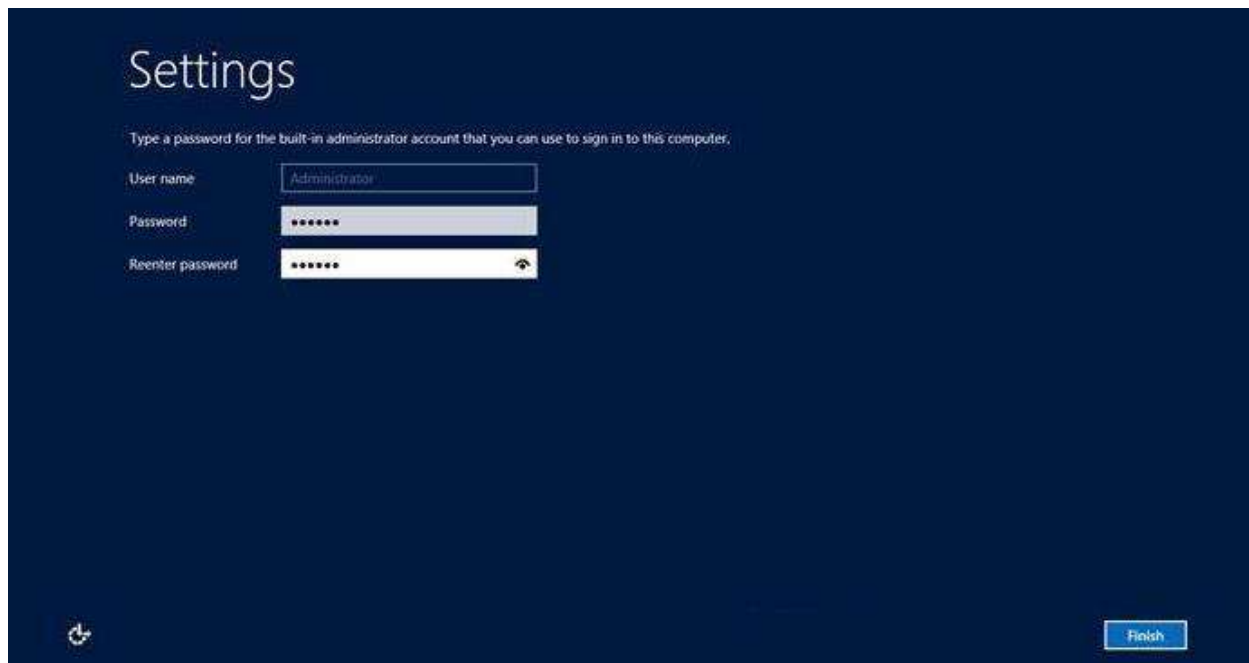 Settings
Type a password for the built-in administrator account that you can use to sign in to this computer.
User name
Administrator
Password
••••••
Reenter password
••••••
Finish